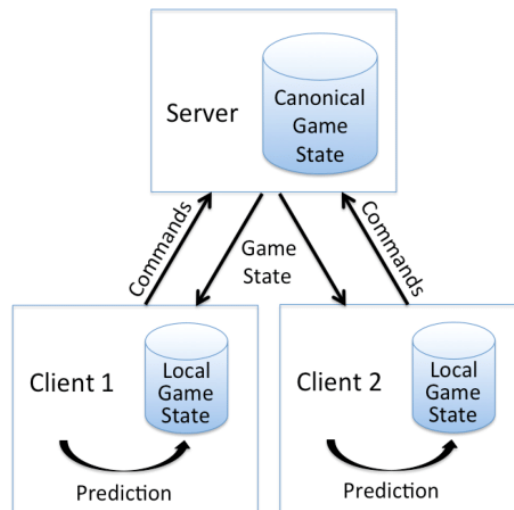 Server
Canonical
Game
State
Commands
Game
State
Commands
Client 1
Local
Game
State
Prediction
Client 2
Local
Game
State
Prediction